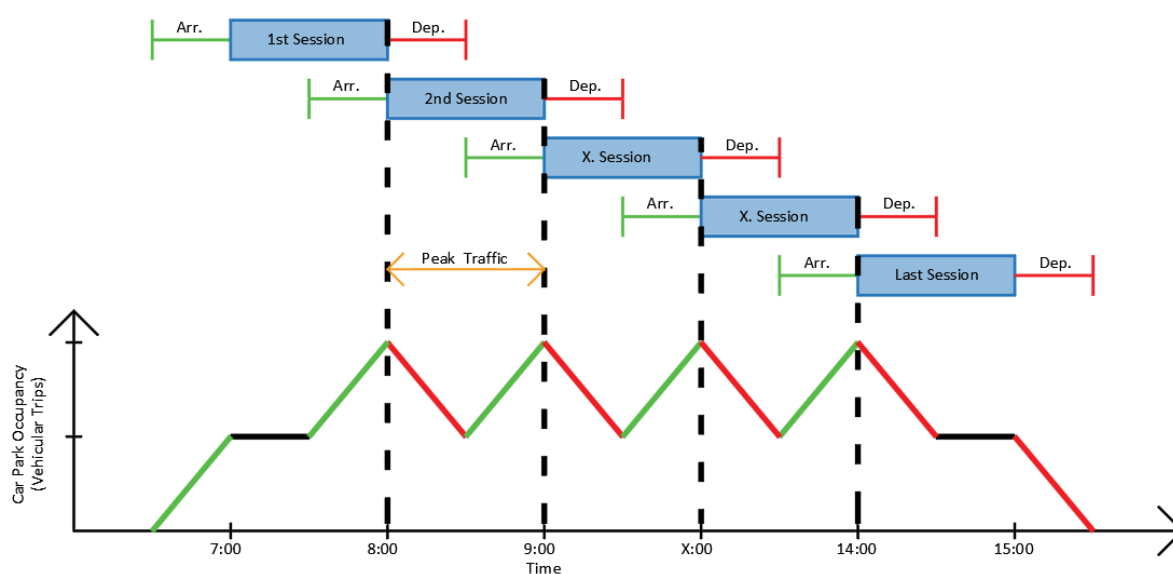 Arr.
1st Session
Dep.
Arr.
2nd Session
Dep.
Arr.
X. Session
Dep.
Arr.
X. Session
Dep.
Peak Traffic
Arr.
Last Session
Dep.
Car Park Occupancy
(Vehicular Trips)
7:00
8:00
9:00
X:00
14:00
15:00
Time